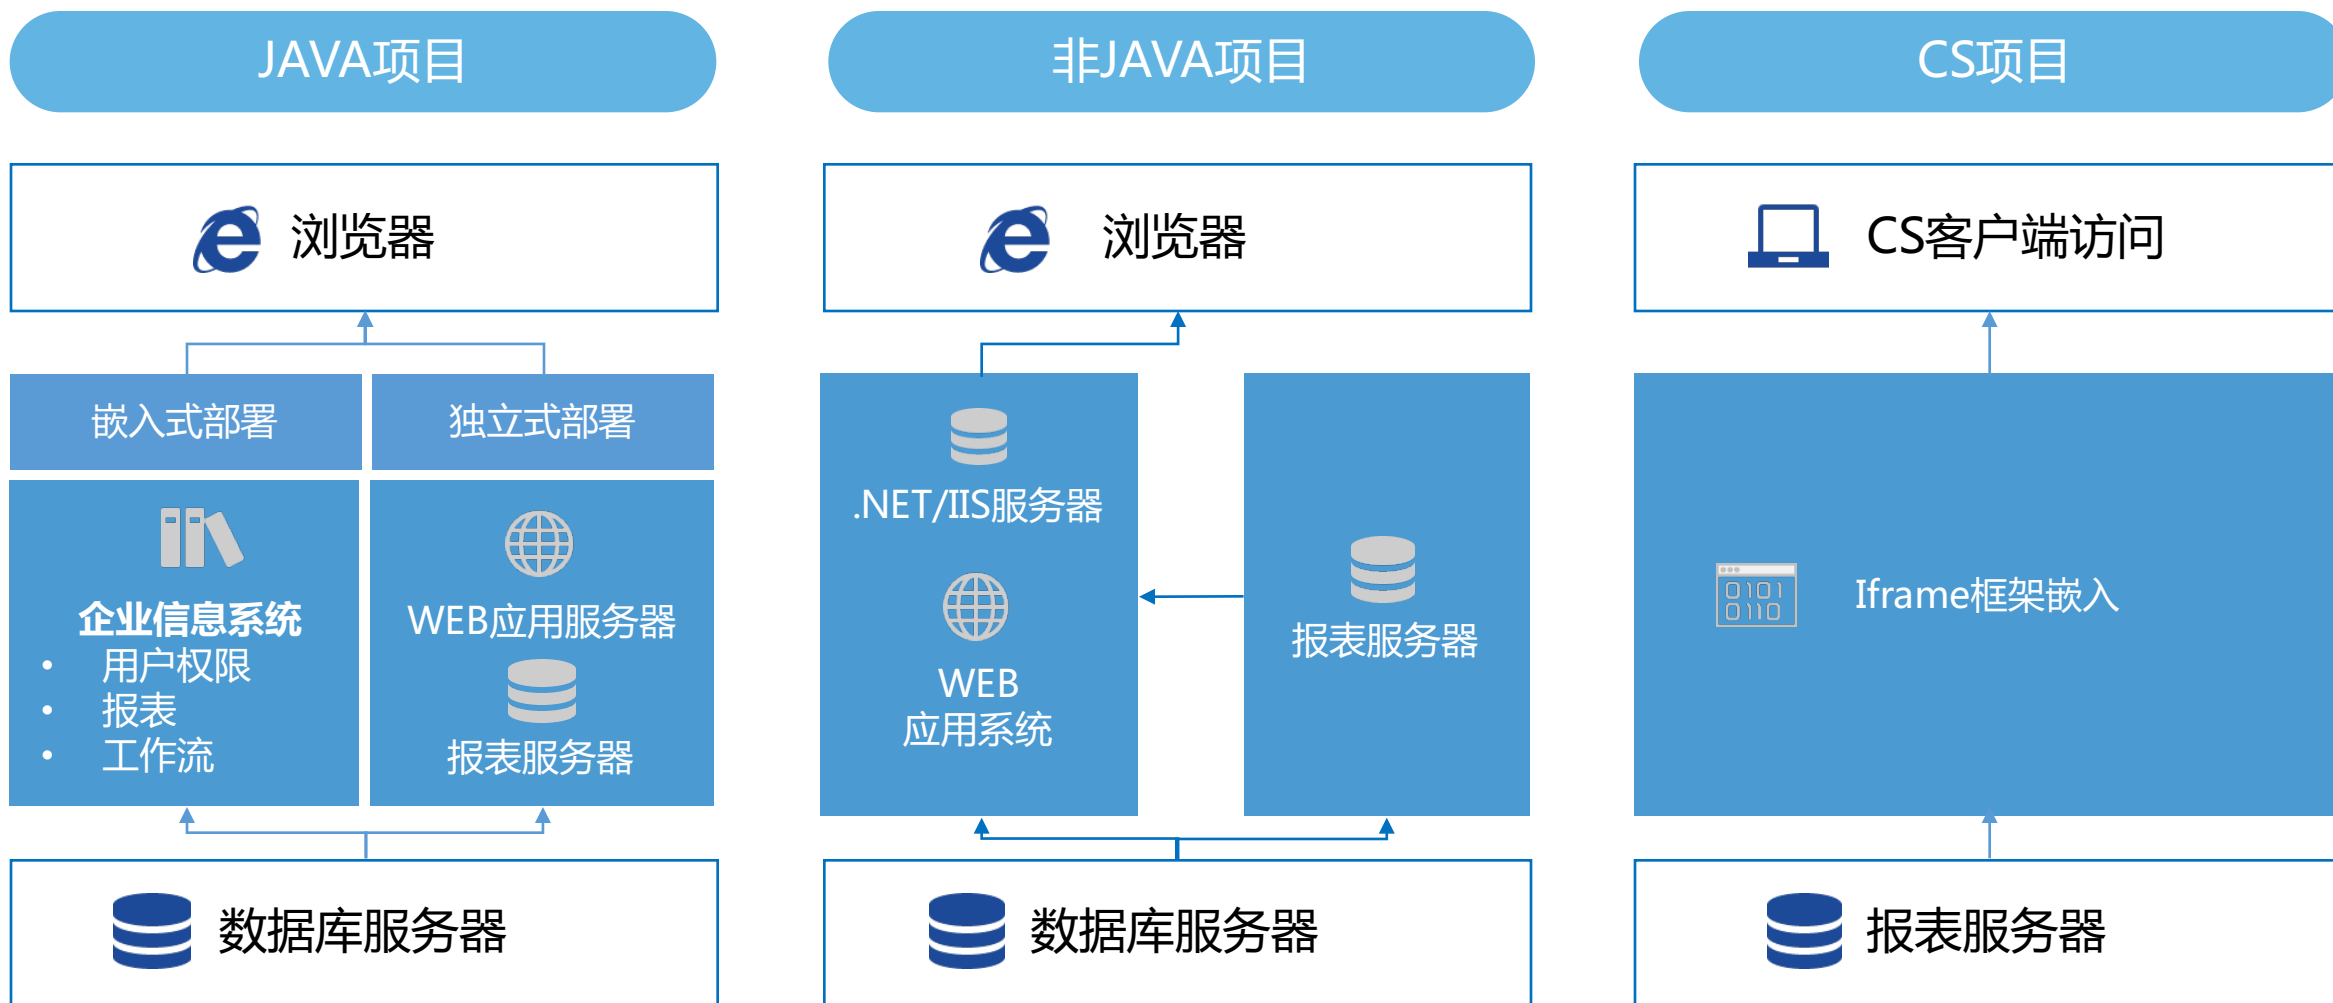 JAVA项目
浏览器
嵌入式部署
独立式部署
企业信息系统
• 用户权限
• 报表
• 工作流
WEB应用服务器
报表服务器
数据库服务器
非JAVA项目
浏览器
.NET/IIS服务器
WEB
应用系统
报表服务器
数据库服务器
CS项目
CS客户端访问
0101
0110
Iframe框架嵌入
报表服务器